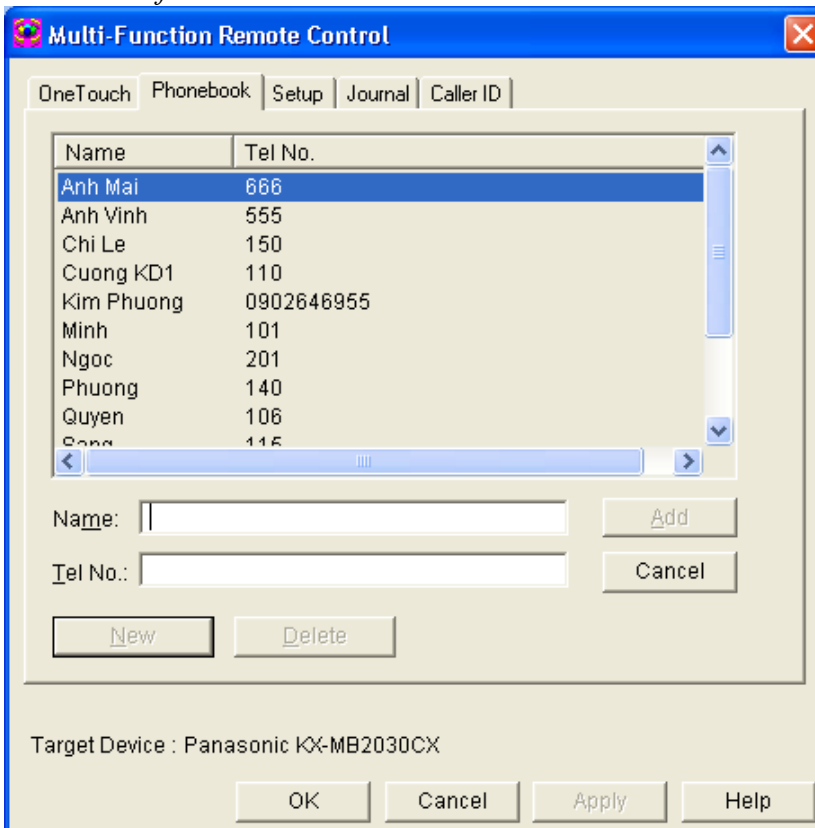 Multi-Function Remote Control
OneTouch Phonebook Setup Journal Caller ID
Name Tel No.
Anh Mai 666
Anh Vinh 555
Chi Le 150
Cuong KD1 110
Kim Phuong 0902646955
Minh 101
Ngoc 201
Phuong 140
Quyen 106
Sang 115
Name: Add
Tel No.: Cancel
New Delete
Target Device : Panasonic KX-MB2030CX
OK Cancel Apply Help